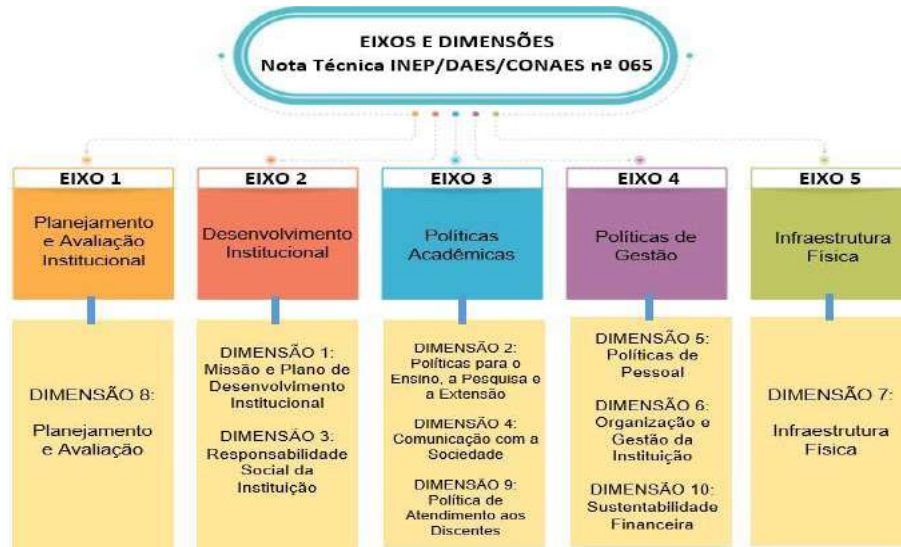 EIXOS E DIMENSÕES
Nota Técnica INEP/DAES/CONAES nº 065
EIXO 1
Planejamento
e Avaliação
Institucional
DIMENSÃO 8:
Planejamento
e Avaliação
EIXO 2
Desenvolvimento
Institucional
DIMENSÃO 1:
Missão e Plano de
Desenvolvimento
Institucional
DIMENSÃO 3:
Responsabilidade
Social da
Instituição
EIXO 3
Políticas
Acadêmicas
DIMENSÃO 2:
Políticas para o
Ensino, a Pesquisa e
a Extensão
DIMENSÃO 4:
Comunicação com a
Sociedade
DIMENSÃO 9:
Política de
Atendimento aos
Discentes
EIXO 4
Políticas de
Gestão
DIMENSÃO 5:
Políticas de
Pessoal
DIMENSÃO 6:
Organização e
Gestão da
Instituição
DIMENSÃO 10:
Sustentabilidade
Financeira
EIXO 5
Infraestrutura
Física
DIMENSÃO 7:
Infraestrutura
Física